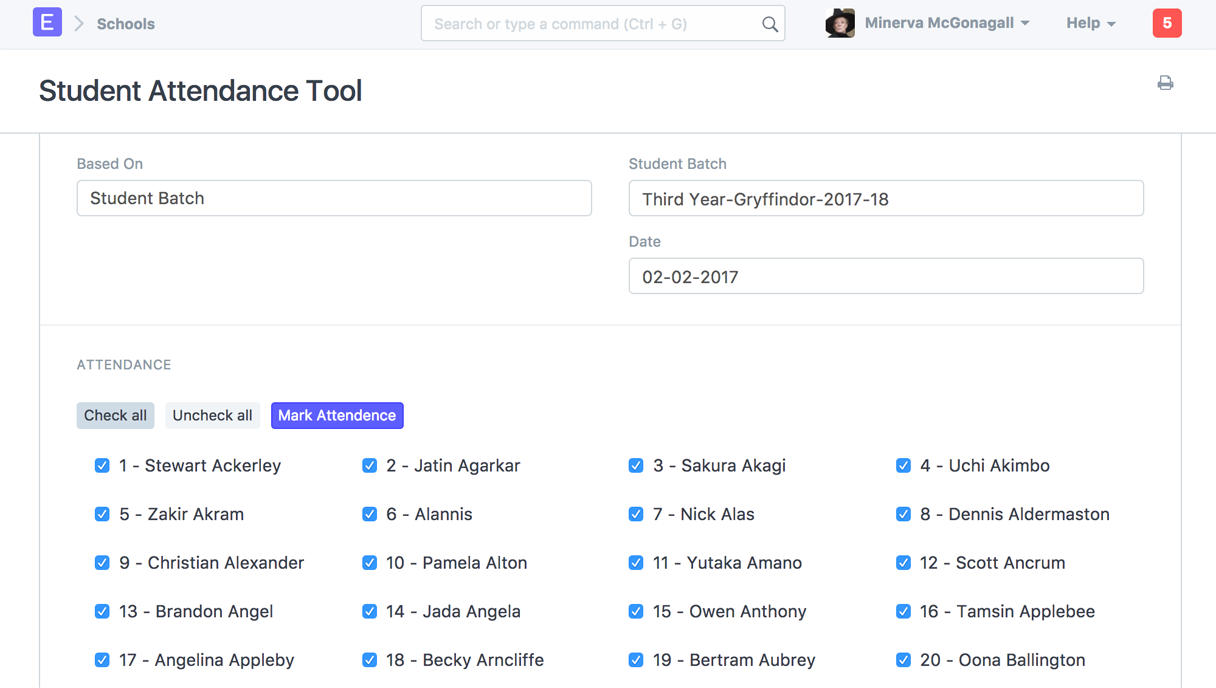 E Schools Search or type a command (Ctrl + G) Minerva McGonagall Help 5
Student Attendance Tool
Based On Student Batch
Student Batch Third Year-Gryffindor-2017-18
Date
02-02-2017
ATTENDANCE
Check all Uncheck all Mark Attendence
1 - Stewart Ackerley 2 - Jatin Agarkar 3 - Sakura Akagi 4 - Uchi Akimbo
5 - Zakir Akram 6 - Alannis 7 - Nick Alas 8 - Dennis Aldermaston
9 - Christian Alexander 10 - Pamela Alton 11 - Yutaka Amano 12 - Scott Ancrum
13 - Brandon Angel 14 - Jada Angela 15 - Owen Anthony 16 - Tamsin Applebee
17 - Angelina Appleby 18 - Becky Arncliffe 19 - Bertram Aubrey 20 - Oona Ballington